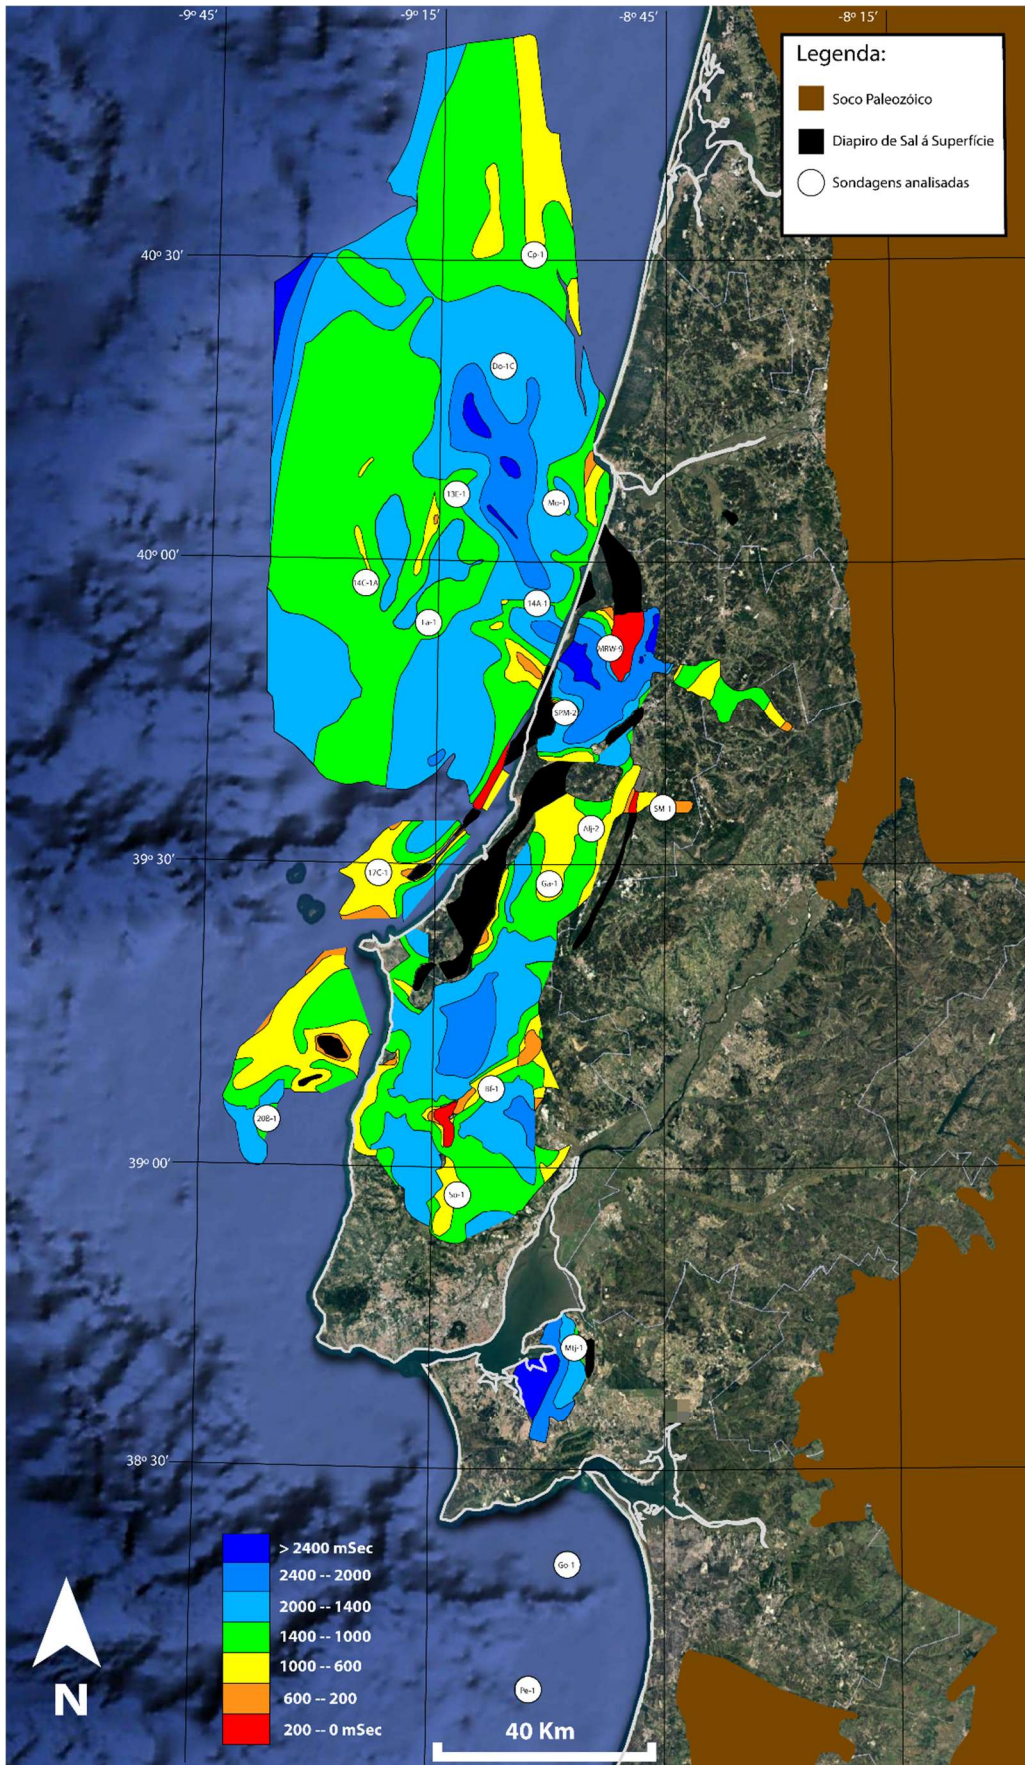 -9º 45'
-9º 15'
-8º 45'
-8º 15'
Legenda:
Soco Paleozóico
Diapiro de Sal á Superfície
Sondagens analisadas
40º 30'
Cp-1
Do-1C
13C-1
Mo-1
40º 00'
14C-1A
14A-1
Fa-1
MRW-9
SPM-2
SM-1
Alj-2
39º 30'
17C-1
Ga-1
Bf-1
20B-1
39º 00'
So-1
Mtj-1
38º 30'
> 2400 mSec
2400 -- 2000
2000 -- 1400
1400 -- 1000
1000 -- 600
600 -- 200
200 -- 0 mSec
Go-1
Pe-1
N
40 Km